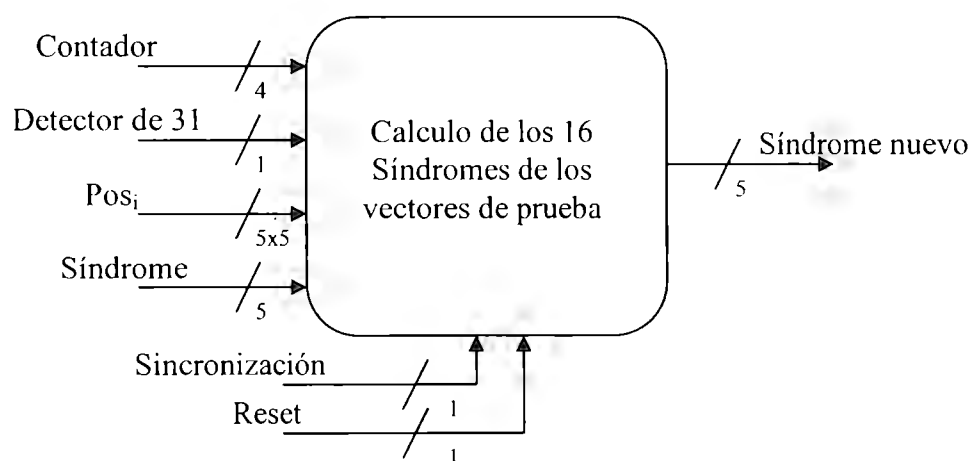 Contador
4
Detector de 31
1
Pos_i
5x5
Síndrome
5
Calculo de los 16
Síndromes de los
vectores de prueba
Síndrome nuevo
5
Sincronización
1
Reset
1